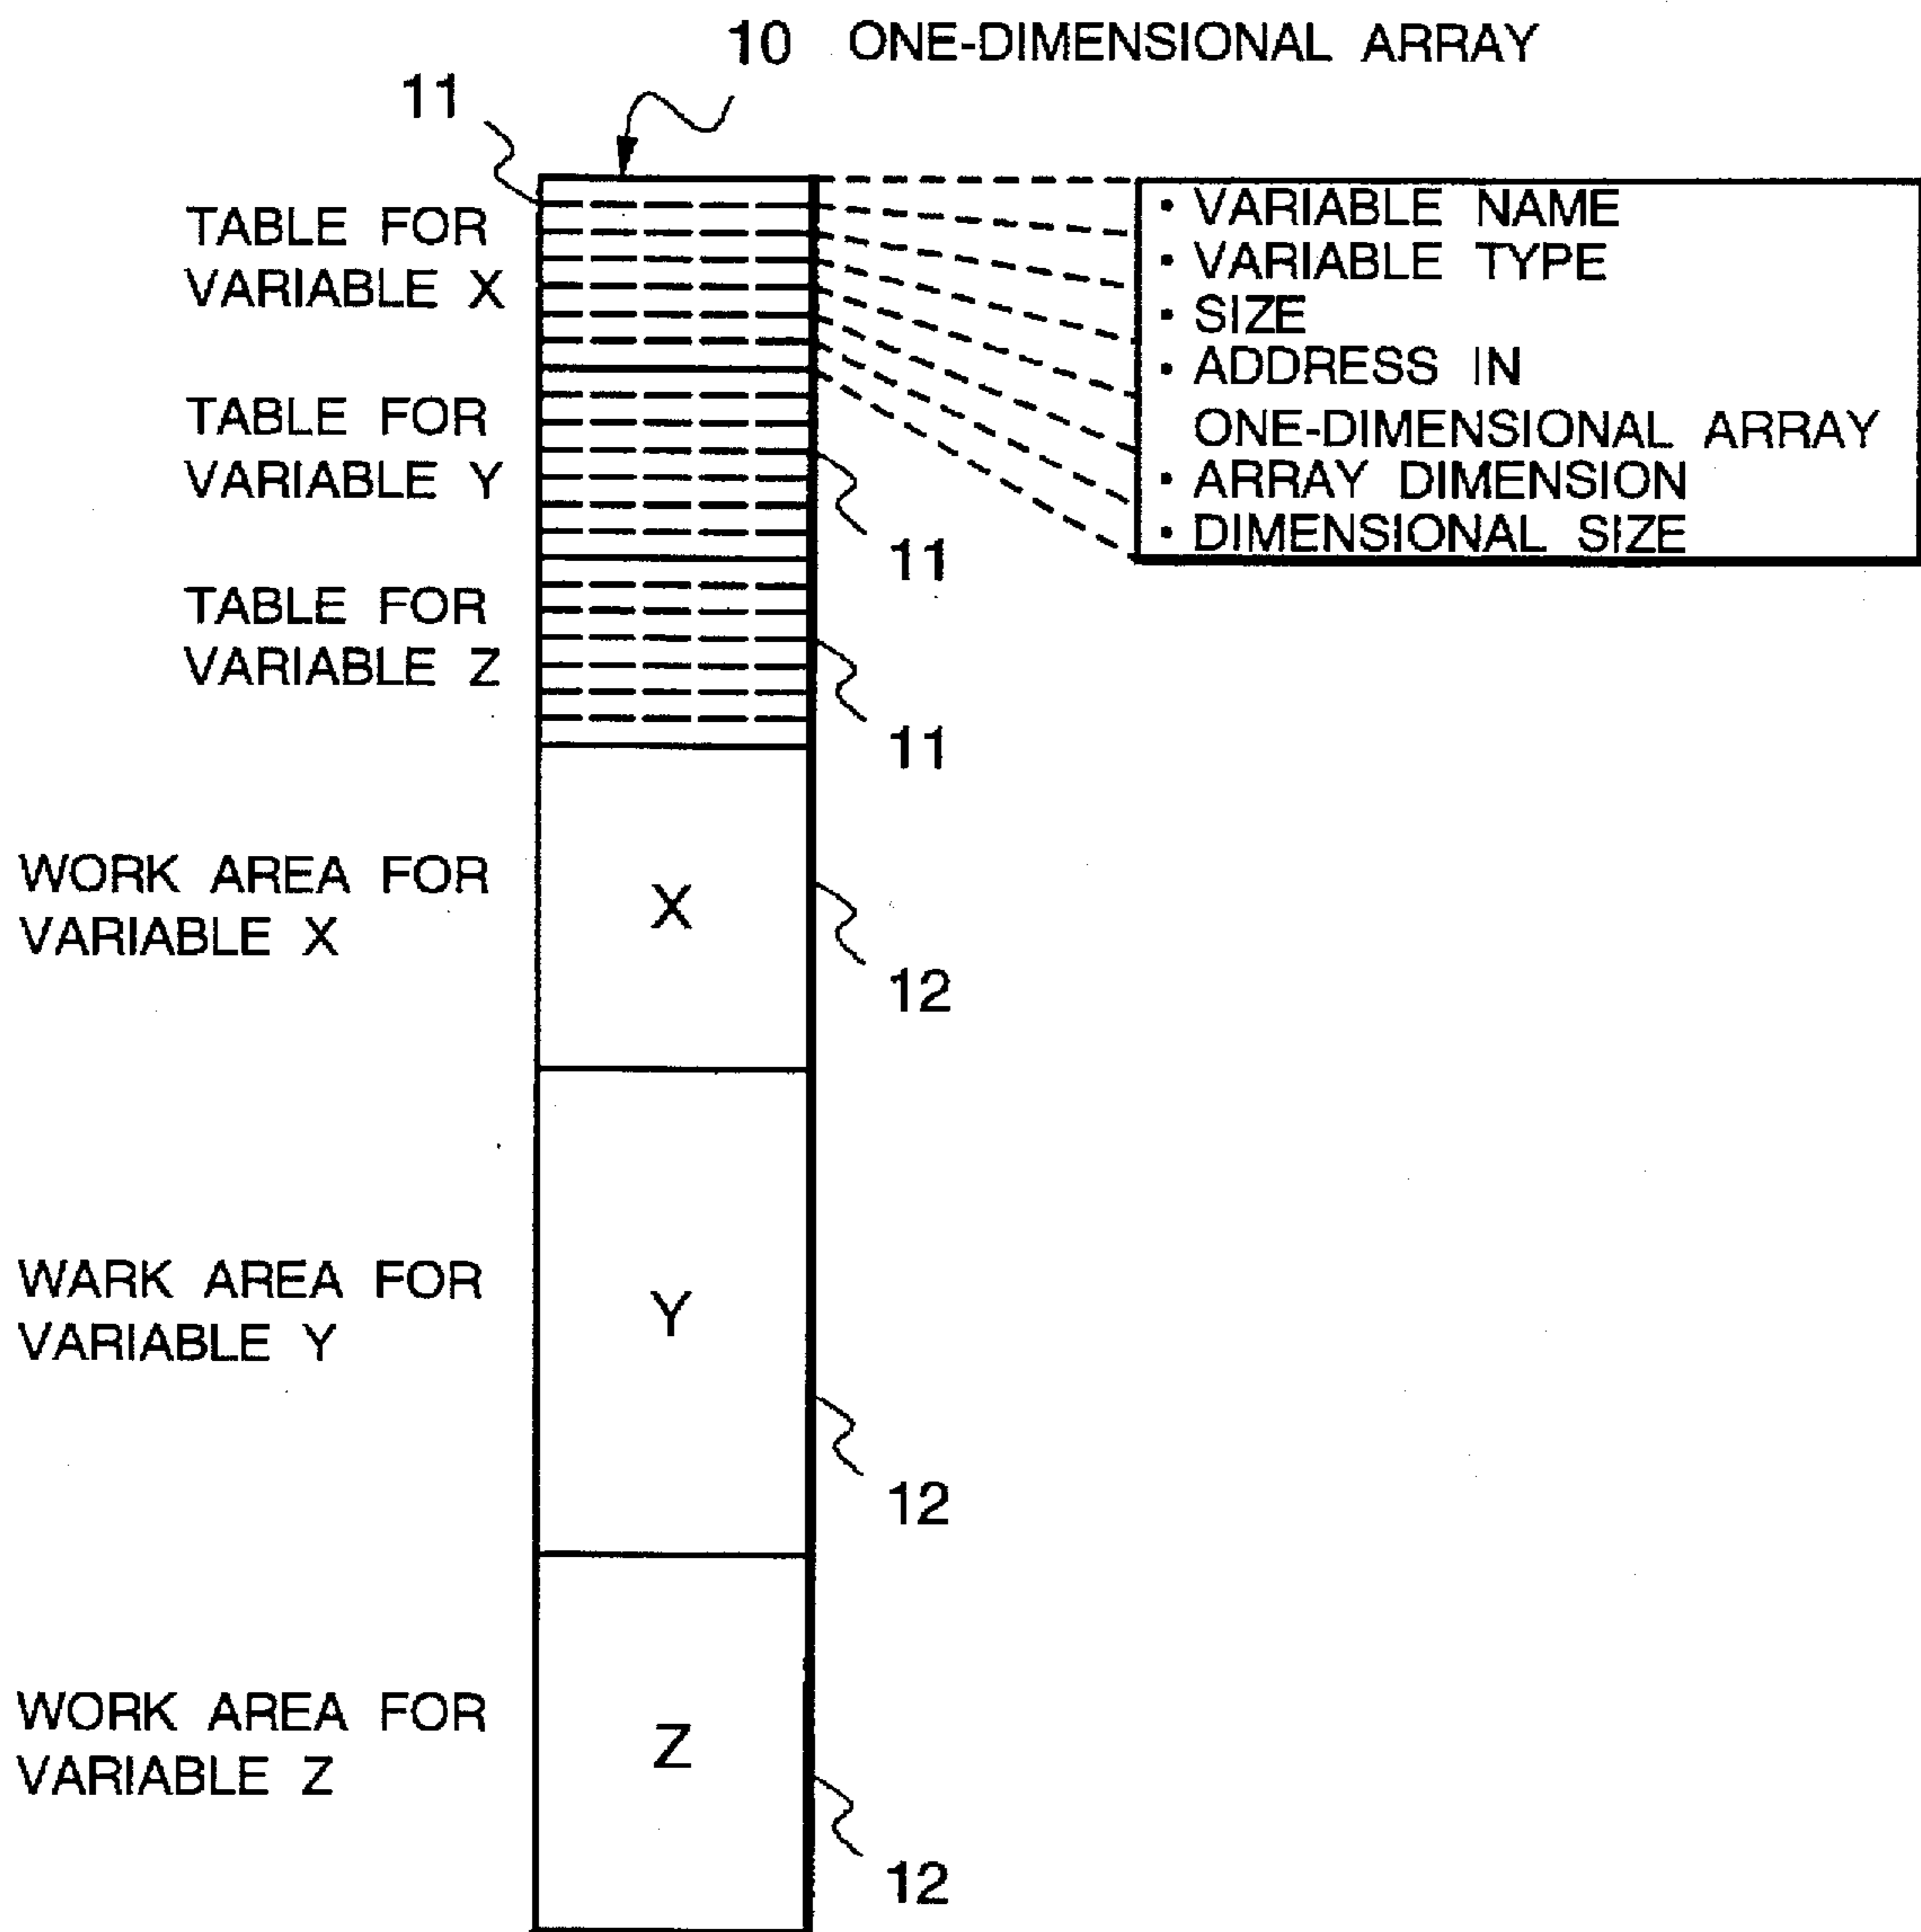 10 ONE-DIMENSIONAL ARRAY
11
TABLE FOR
VARIABLE X
• VARIABLE NAME
• VARIABLE TYPE
• SIZE
• ADDRESS IN
ONE-DIMENSIONAL ARRAY
• ARRAY DIMENSION
• DIMENSIONAL SIZE
TABLE FOR
VARIABLE Y
11
TABLE FOR
VARIABLE Z
11
WORK AREA FOR
VARIABLE X
X
12
WARK AREA FOR
VARIABLE Y
Y
12
WORK AREA FOR
VARIABLE Z
Z
12